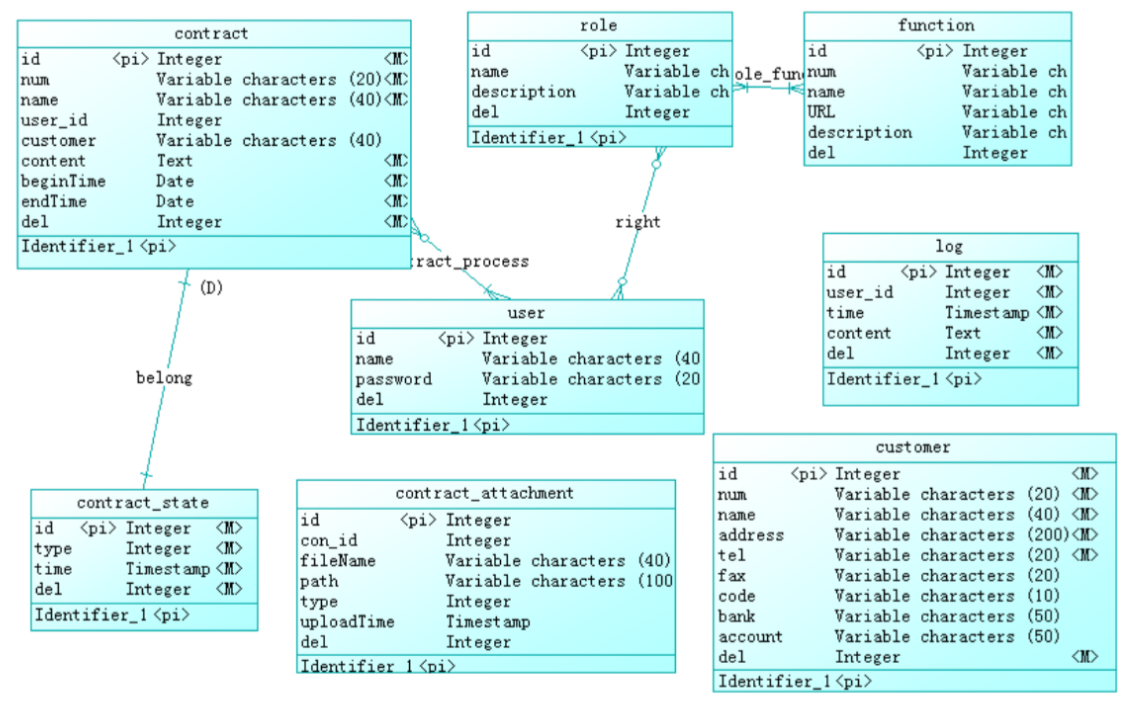 contract
id <pi> Integer <M>
num Variable characters (20) <M>
name Variable characters (40) <M>
user_id Integer
customer Variable characters (40)
content Text <M>
beginTime Date <M>
endTime Date <M>
del Integer <M>
Identifier_1 <pi>
role
id <pi> Integer
name Variable ch
description Variable ch
del Integer
Identifier_1 <pi>
ole_fun
function
id <pi> Integer
num Variable ch
name Variable ch
URL Variable ch
description Variable ch
del Integer
right
(D)
ract_process
belong
log
id <pi> Integer <M>
user_id Integer <M>
time Timestamp <M>
content Text <M>
del Integer <M>
Identifier_1 <pi>
user
id <pi> Integer
name Variable characters (40
password Variable characters (20
del Integer
Identifier_1 <pi>
contract_state
id <pi> Integer <M>
type Integer <M>
time Timestamp <M>
del Integer <M>
Identifier_1 <pi>
contract_attachment
id <pi> Integer
con_id Integer
fileName Variable characters (40)
path Variable characters (100
type Integer
uploadTime Timestamp
del Integer
Identifier_1 <pi>
customer
id <pi> Integer <M>
num Variable characters (20) <M>
name Variable characters (40) <M>
address Variable characters (200) <M>
tel Variable characters (20) <M>
fax Variable characters (20)
code Variable characters (10)
bank Variable characters (50)
account Variable characters (50)
del Integer <M>
Identifier_1 <pi>